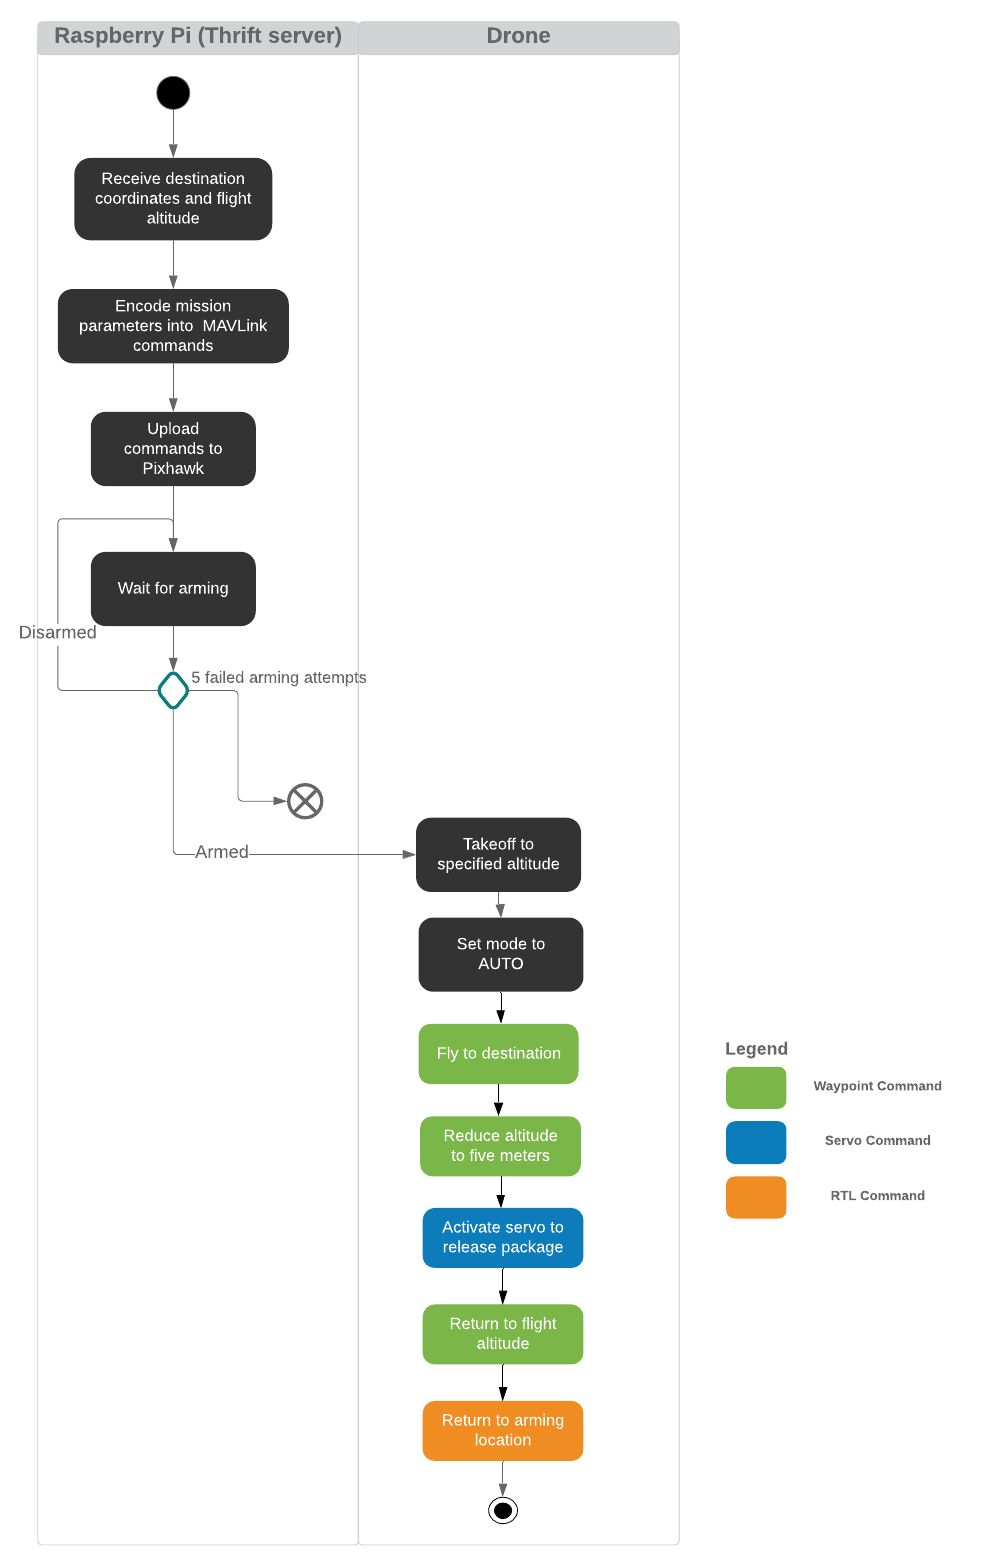 Raspberry Pi (Thrift server)
Drone
Receive destination
coordinates and flight
altitude
Encode mission
parameters into  MAVLink
commands
Upload
commands to
Pixhawk
Wait for arming
Disarmed
5 failed arming attempts
Armed
Takeoff to
specified altitude
Set mode to
AUTO
Fly to destination
Reduce altitude
to five meters
Activate servo to
release package
Return to flight
altitude
Return to arming
location
Legend
Waypoint Command
Servo Command
RTL Command